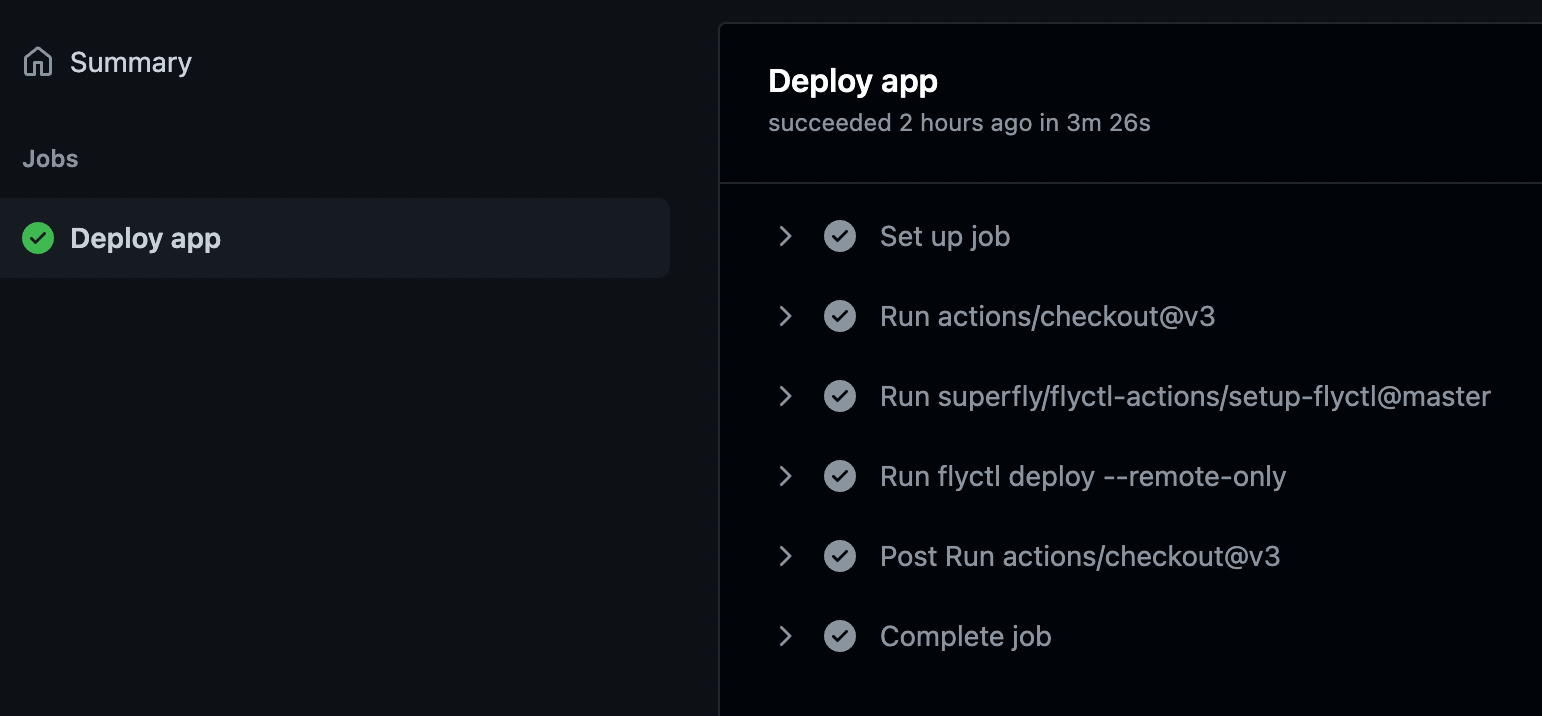 Summary
Jobs
Deploy app
Deploy app
succeeded 2 hours ago in 3m 26s
Set up job
Run actions/checkout@v3
Run superfly/flyctl-actions/setup-flyctl@master
Run flyctl deploy --remote-only
Post Run actions/checkout@v3
Complete job